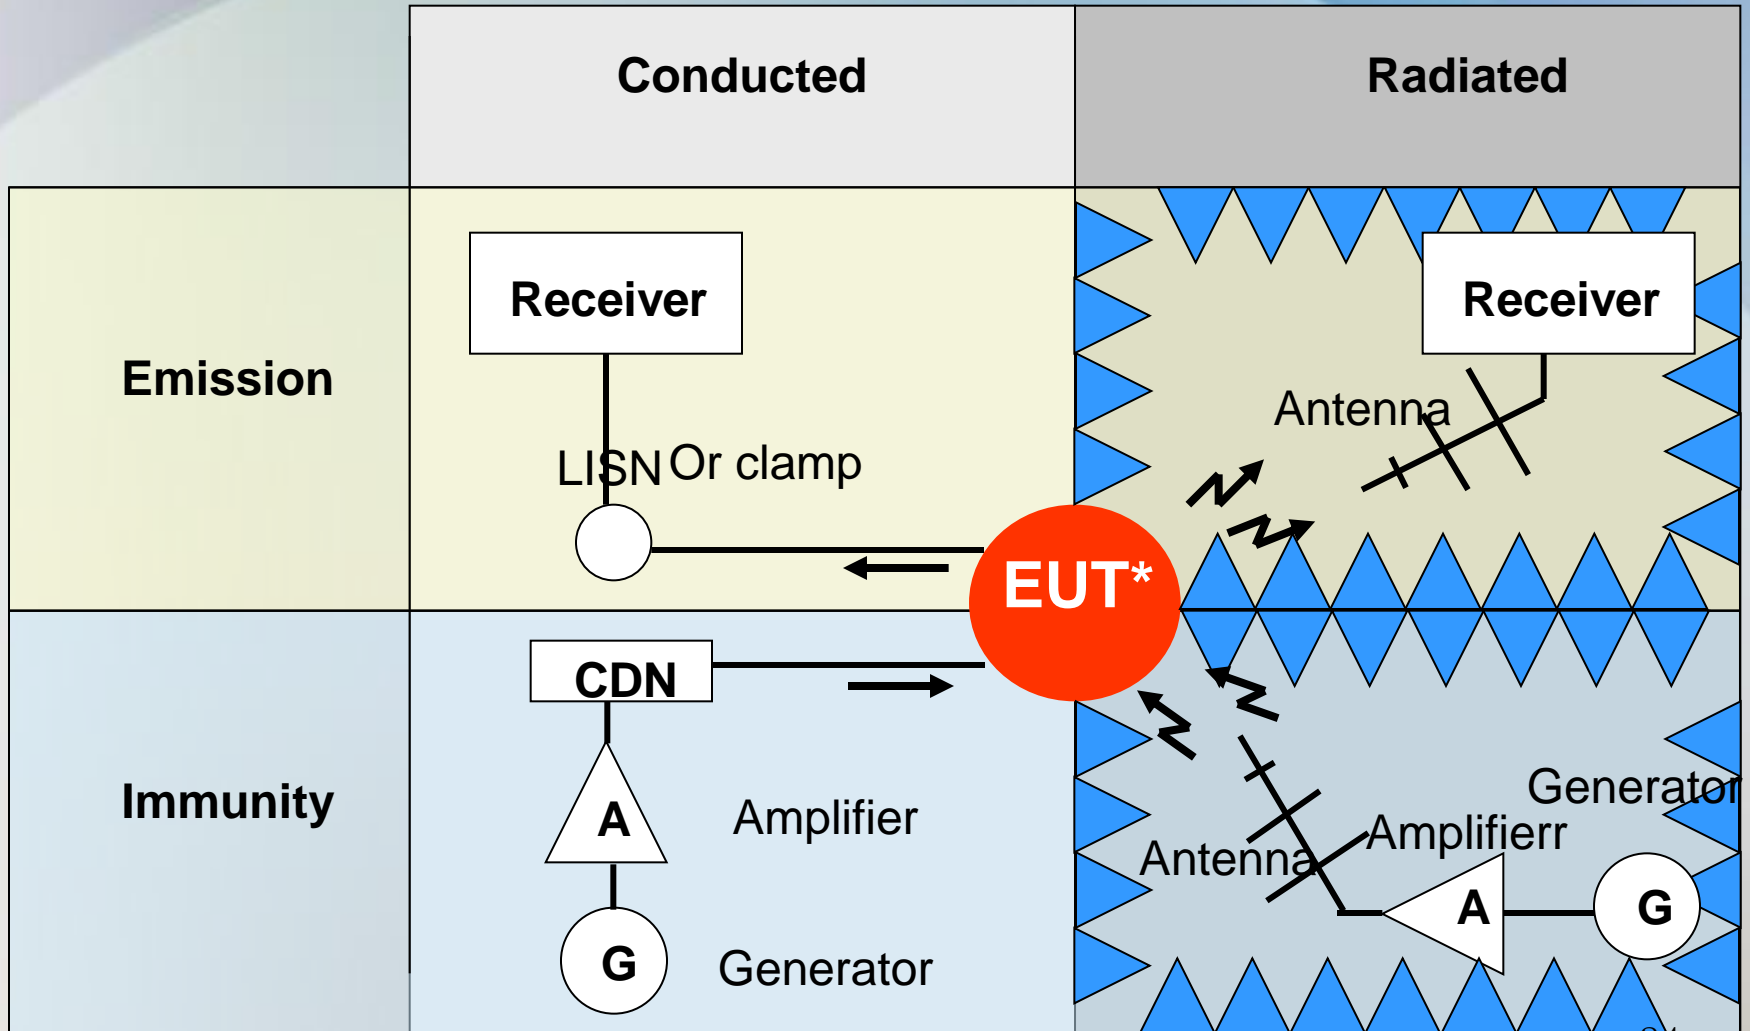 Conducted
Radiated
Emission
Receiver
LISN Or clamp
Receiver
Antenna
EUT*
Immunity
CDN
A
Amplifier
G
Generator
Generator
Amplifierr
Antenna
A
G